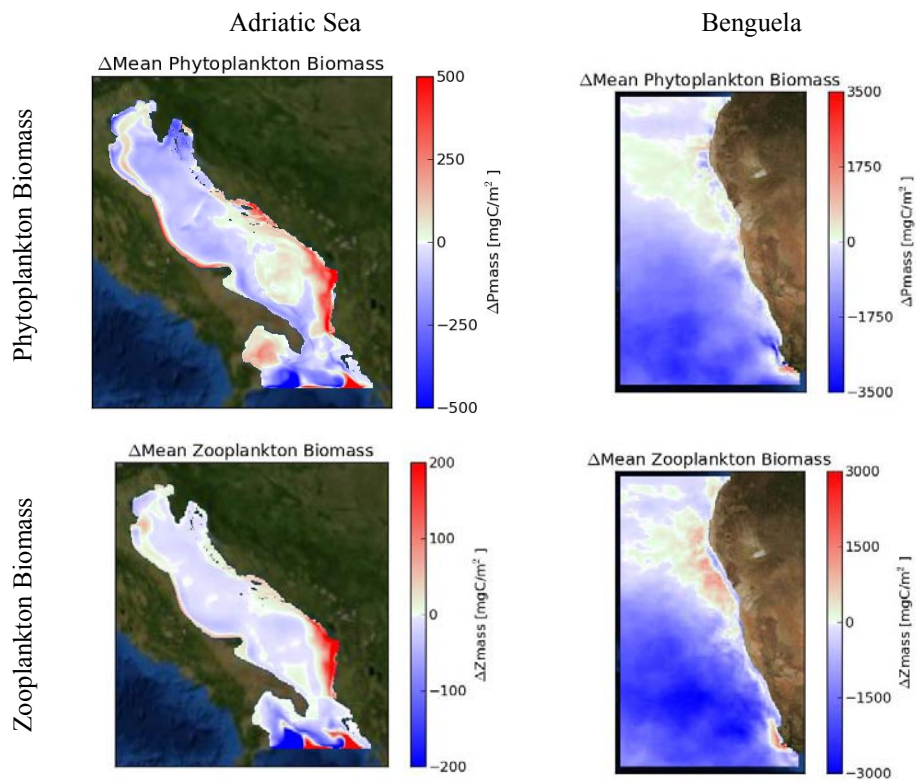 Adriatic Sea
Benguela
Phytoplankton Biomass
ΔMean Phytoplankton Biomass
500
250
0
−250
−500
ΔPmass [mgC/m² ]
ΔMean Phytoplankton Biomass
3500
1750
0
−1750
−3500
ΔPmass [mgC/m² ]
Zooplankton Biomass
ΔMean Zooplankton Biomass
200
100
0
−100
−200
ΔZmass [mgC/m² ]
ΔMean Zooplankton Biomass
3000
1500
0
−1500
−3000
ΔZmass [mgC/m² ]